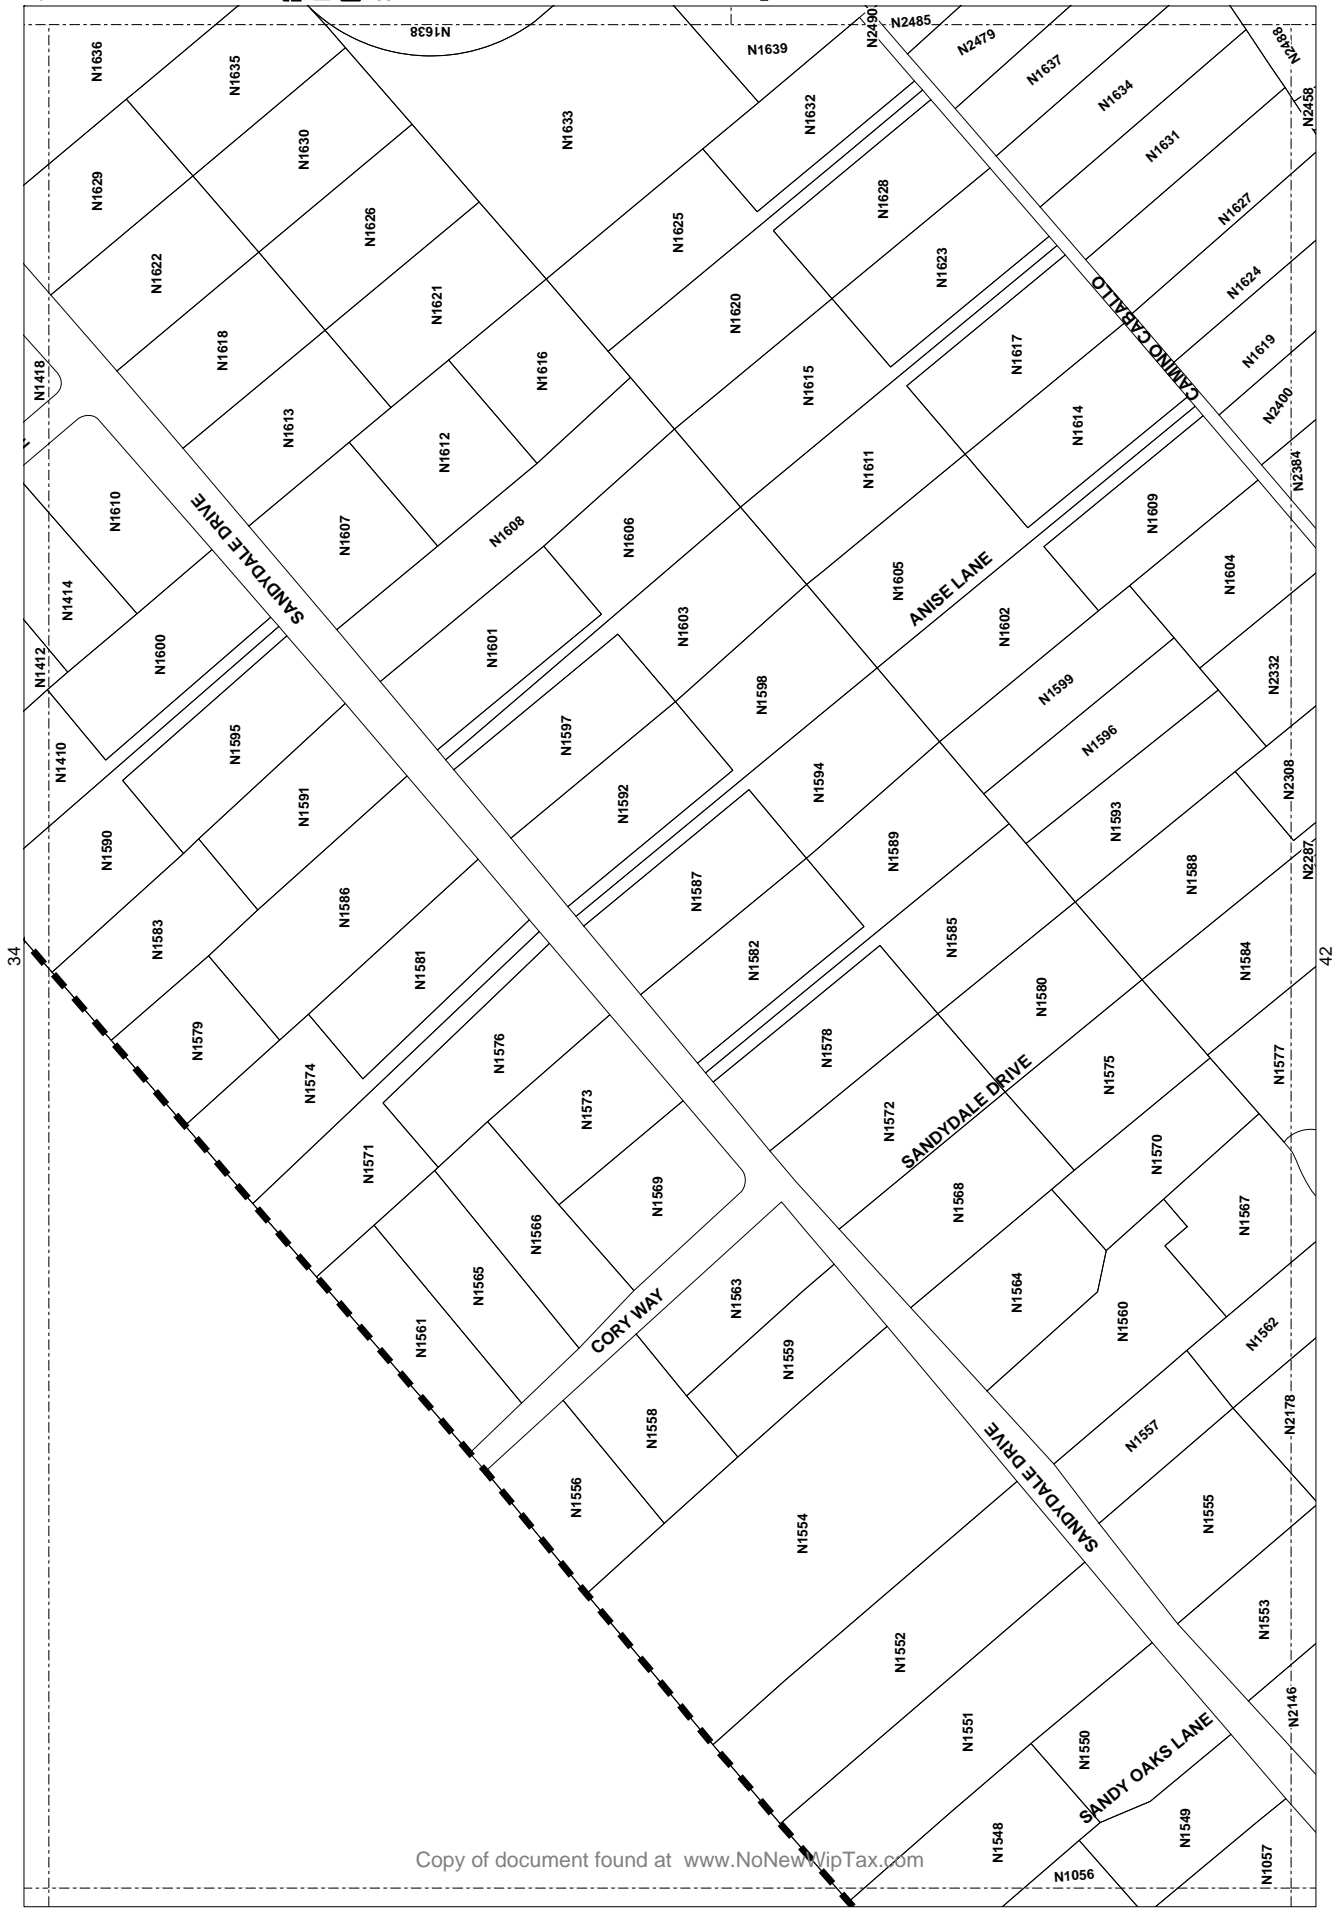 N1636
N1635
N1638
N1639
N2490
N2485
N2479
N1637
N2488
N2458
N1634
N1631
N1632
N1633
N1630
N1629
N1626
N1622
N1625
N1628
N1627
N1623
N1624
N1621
N1620
N1618
N1616
N1617
N1619
CAMINO CABALLO
N1418
N1613
N1612
N1615
N1614
N2400
N2384
N1611
N1610
N1607
N1608
N1606
N1609
SANDYDALE DRIVE
N1414
N1605
ANISE LANE
N1604
N1412
N1600
N1601
N1603
N1602
N1599
N2332
N1598
N1410
N1595
N1597
N1596
N1591
N1592
N1594
N2308
N1593
N1590
N1589
N1588
N2287
N1587
N1586
N1583
N1585
N1584
34
N1581
N1582
N1580
42
N1579
N1574
N1576
N1578
N1575
N1577
N1573
N1572
SANDYDALE DRIVE
N1571
N1570
N1569
N1568
N1566
N1567
N1565
N1563
N1564
N1561
CORY WAY
N1560
N1562
N1559
N1558
N1557
N2178
N1556
N1554
SANDYDALE DRIVE
N1555
N1552
N1553
N1551
N2146
N1550
SANDY OAKS LANE
N1548
N1549
N1056
N1057
Copy of document found at www.NoNewWipTax.com